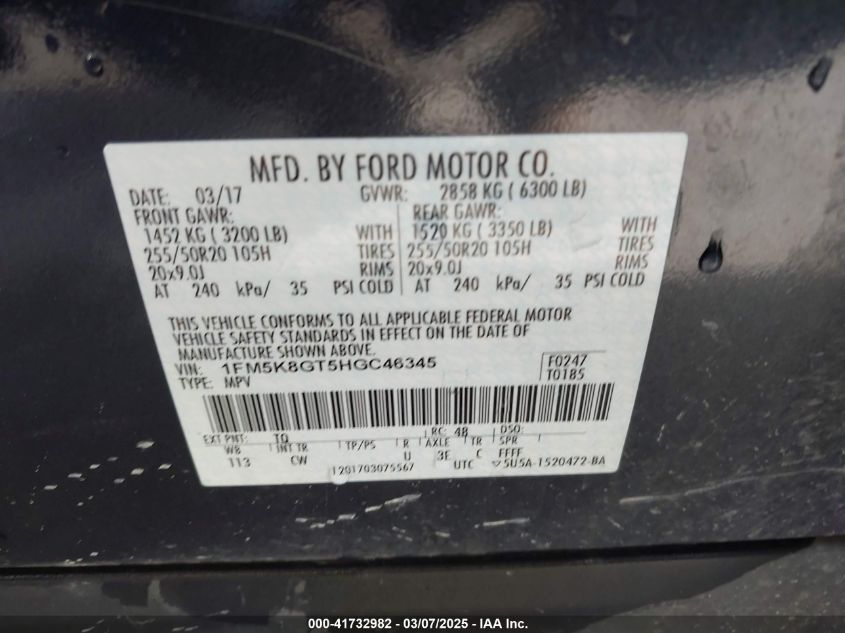 MFD. BY FORD MOTOR CO.
DATE: 03/17 GVWR: 2858 KG ( 6300 LB)
FRONT GAWR: REAR GAWR:
1452 KG ( 3200 LB) WITH 1520 KG ( 3350 LB) WITH
255/50R20 105H TIRES 255/50R20 105H TIRES
20x9.0J RIMS 20x9.0J RIMS
AT 240 kPa/ 35 PSI COLD AT 240 kPa/ 35 PSI COLD
THIS VEHICLE CONFORMS TO ALL APPLICABLE FEDERAL MOTOR
VEHICLE SAFETY STANDARDS IN EFFECT ON THE DATE OF
MANUFACTURE SHOWN ABOVE.
VIN: 1FM5K8GT5HGC46345 F0247
TYPE: MPV T0185
EXT PNT: TQ RC: 48 DSO:
WB INT TR TP/PS R AXLE TR SPR
113 CW U 3E C FFFF
1201703075567 UTC ▽5U5A-1520472-BA
000-41732982 - 03/07/2025 - IAA Inc.